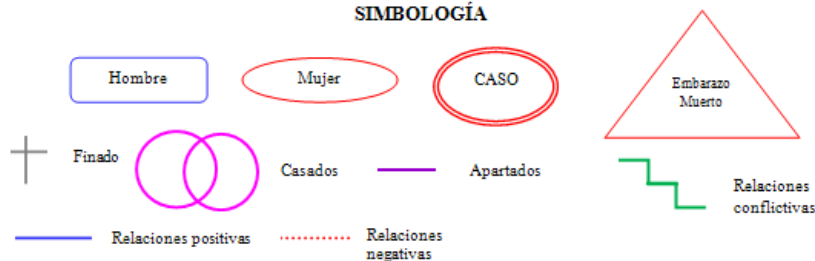 SIMBOLOGÍA
Hombre
Mujer
CASO
Embarazo
Muerto
Finado
Casados
Apartados
Relaciones
conflictivas
Relaciones positivas
Relaciones
negativas